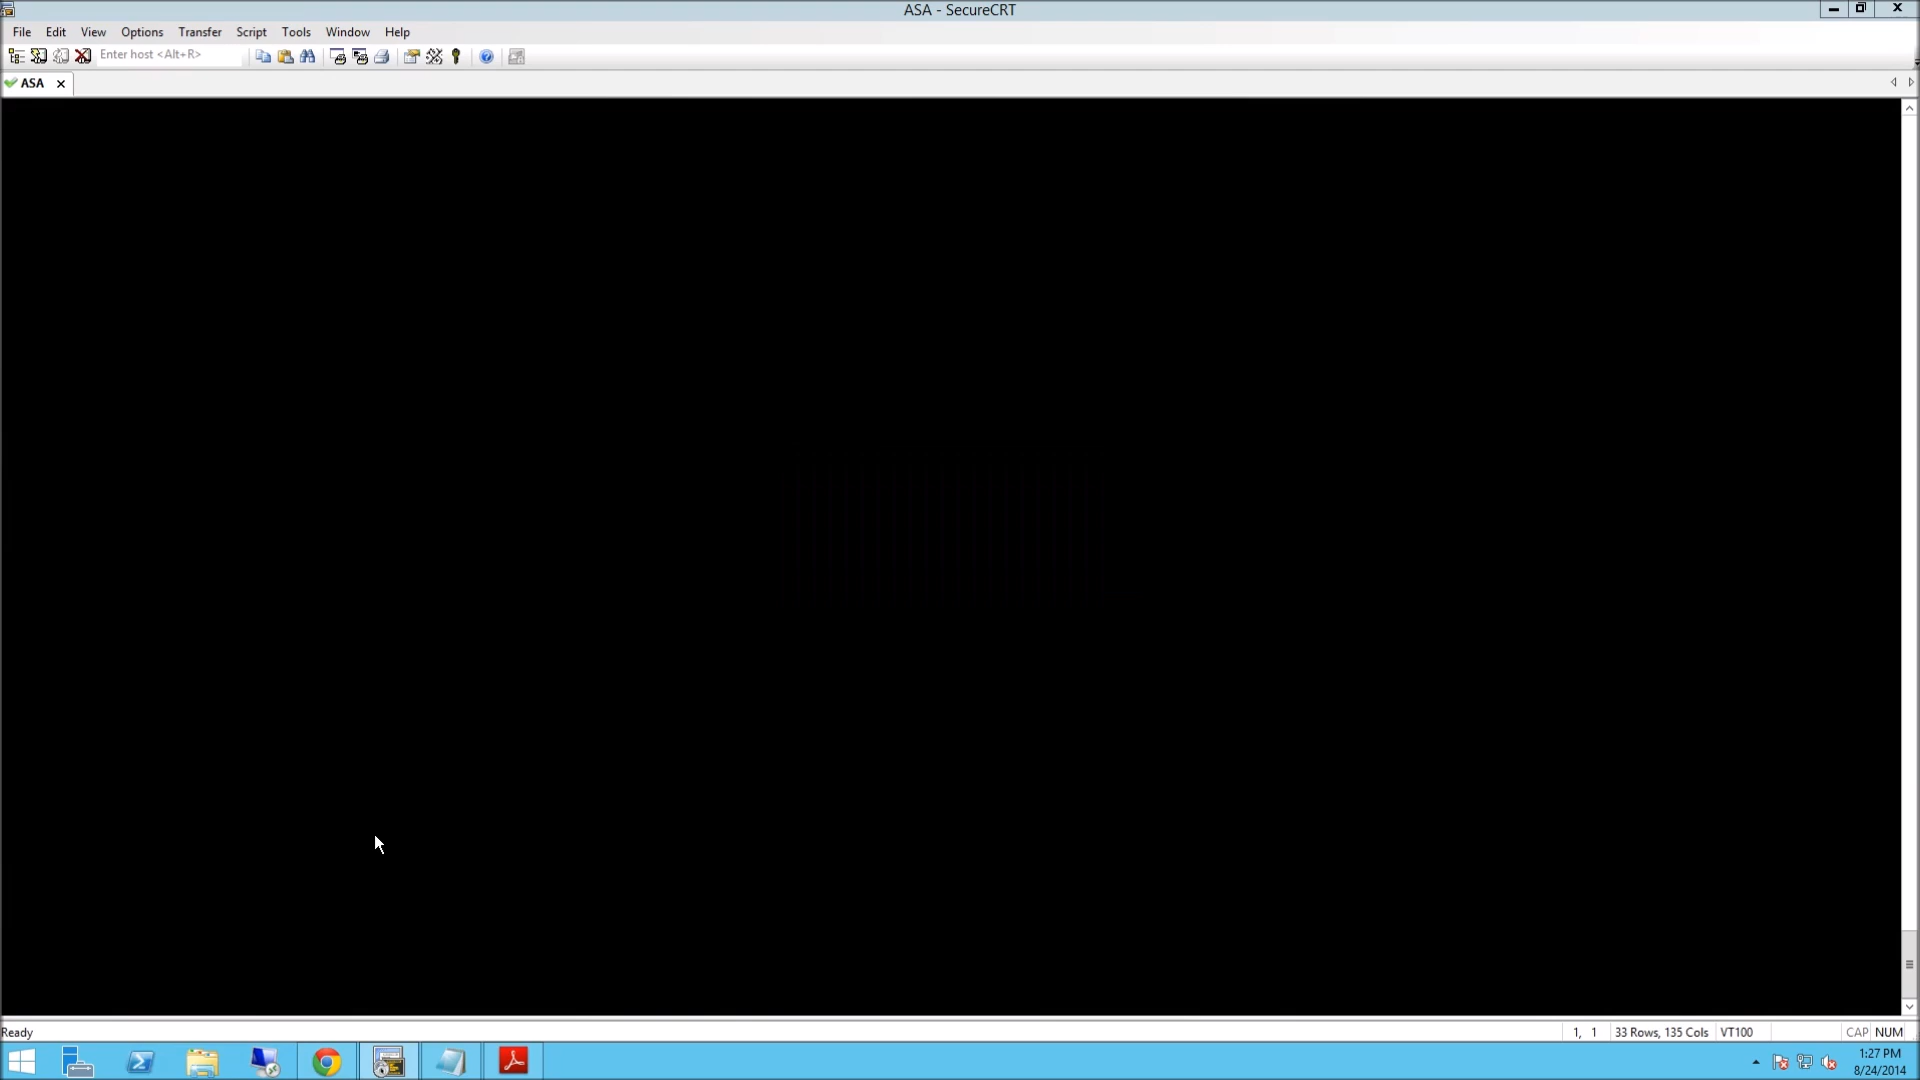 ASA - SecureCRT
File Edit View Options Transfer Script Tools Window Help
Enter host <Alt+R>
ASA
Ready
1, 1 33 Rows, 135 Cols VT100 CAP NUM
1:27 PM
8/24/2014